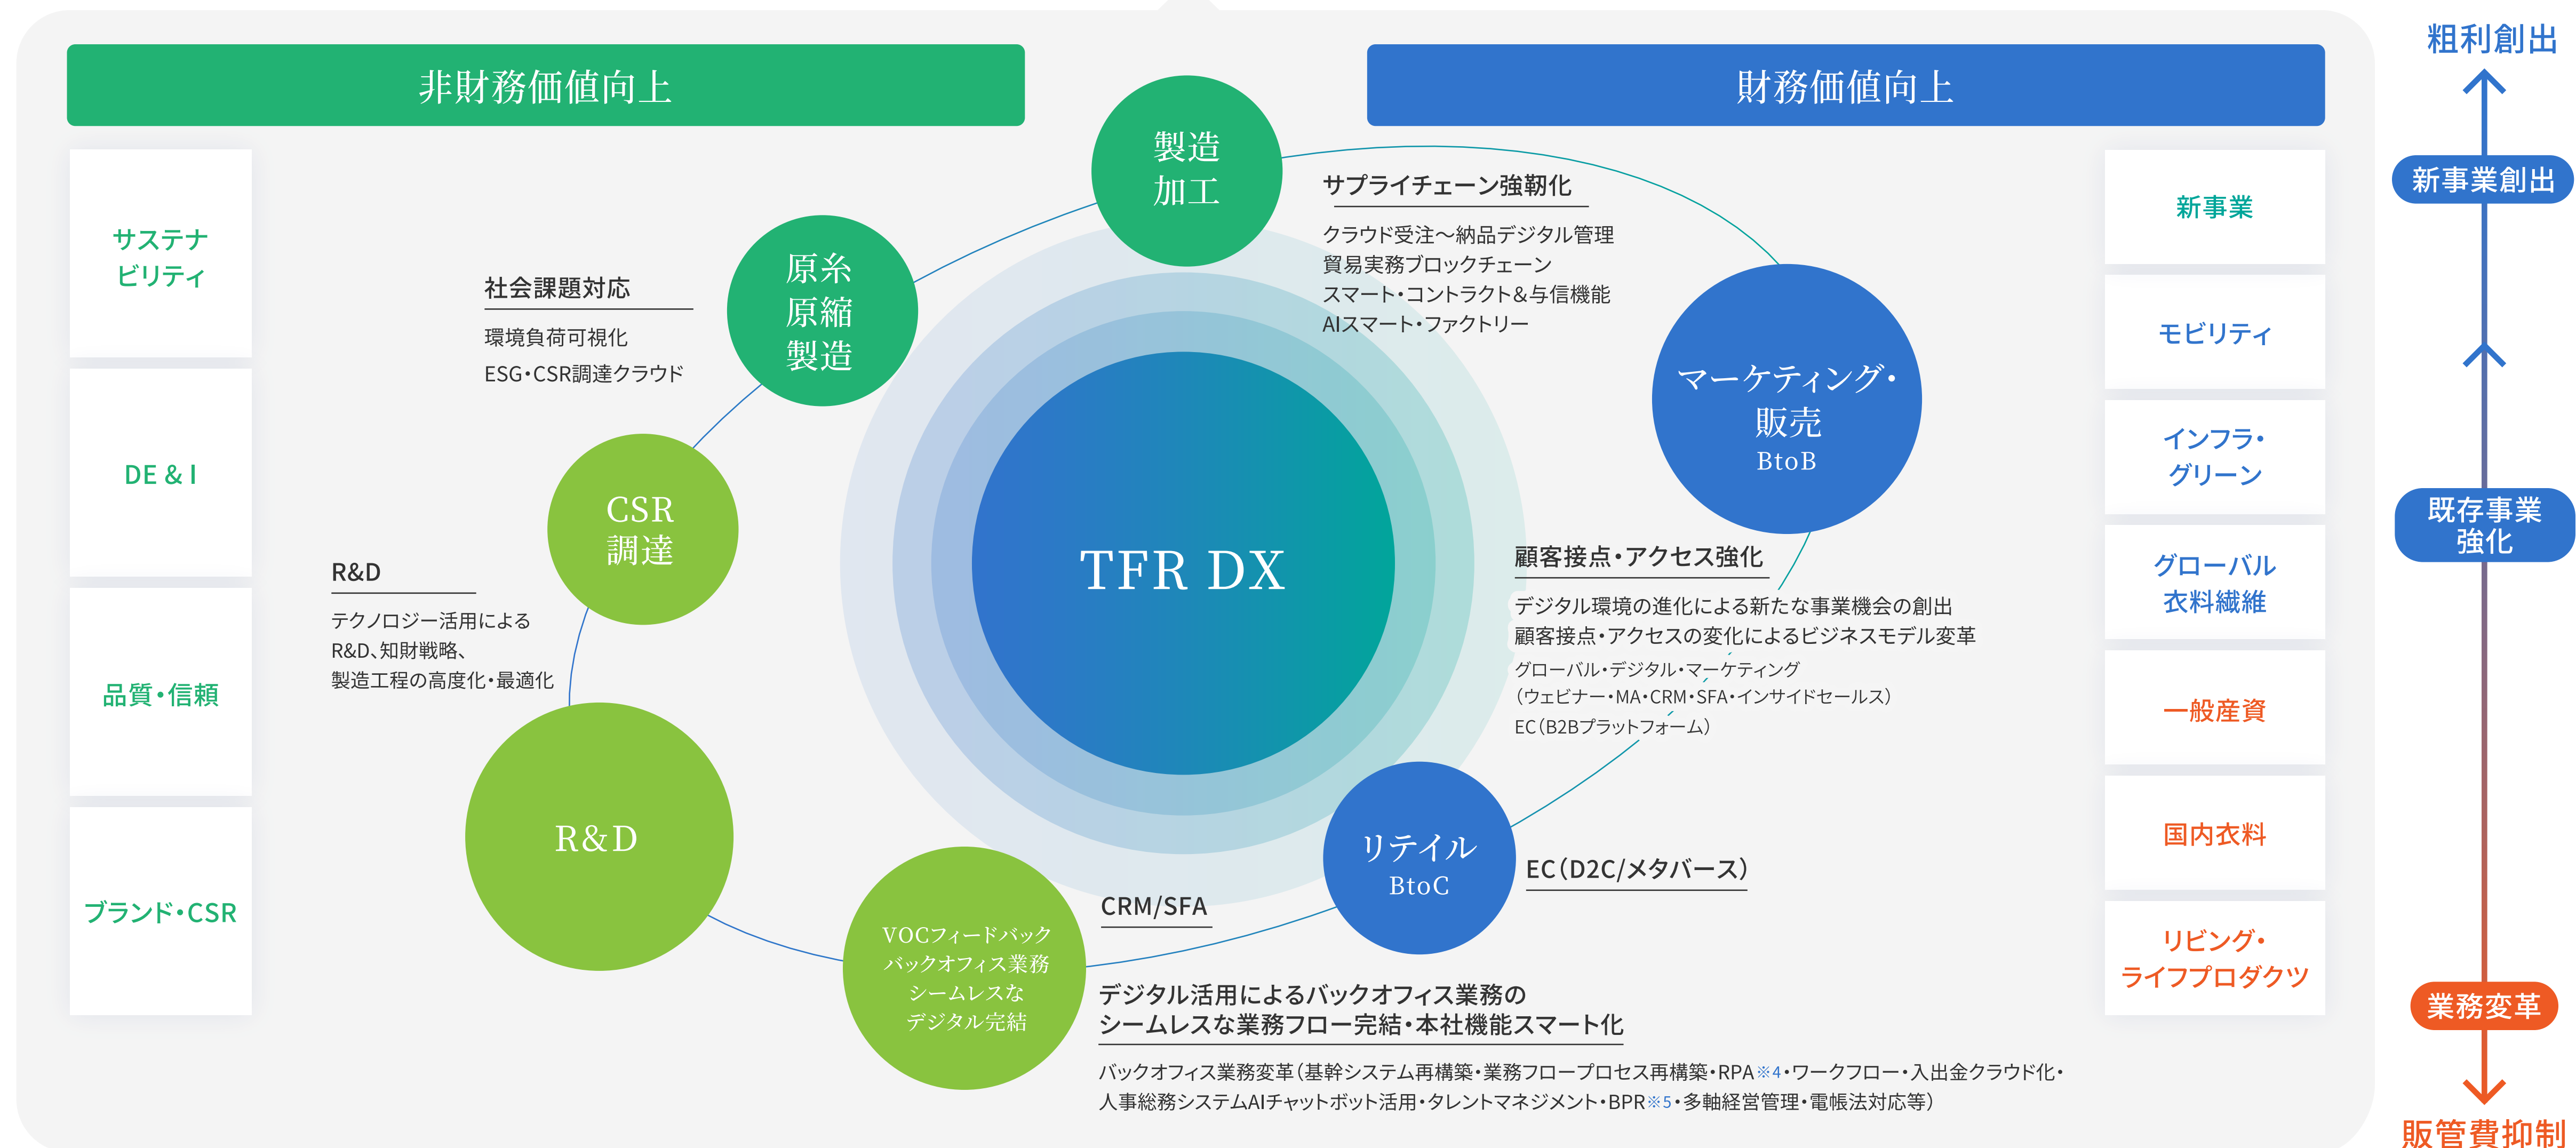 非財務価値向上
財務価値向上
サステナ
ビリティ
DE & I
品質・信頼
ブランド・CSR
製造
加工
原糸
原縮
製造
CSR
調達
R&D
VOCフィードバック
バックオフィス業務
シームレスな
デジタル完結
リテイル
BtoC
マーケティング・
販売
BtoB
TFR DX
社会課題対応
環境負荷可視化
ESG・CSR調達クラウド
R&D
テクノロジー活用による
R&D、知財戦略、
製造工程の高度化・最適化
サプライチェーン強靭化
クラウド受注〜納品デジタル管理
貿易実務ブロックチェーン
スマート・コントラクト＆与信機能
AIスマート・ファクトリー
顧客接点・アクセス強化
デジタル環境の進化による新たな事業機会の創出
顧客接点・アクセスの変化によるビジネスモデル変革
グローバル・デジタル・マーケティング
（ウェビナー・MA・CRM・SFA・インサイドセールス）
EC（B2Bプラットフォーム）
EC（D2C/メタバース）
CRM/SFA
デジタル活用によるバックオフィス業務の
シームレスな業務フロー完結・本社機能スマート化
バックオフィス業務変革（基幹システム再構築・業務フロープロセス再構築・RPA※4・ワークフロー・入出金クラウド化・
人事総務システムAIチャットボット活用・タレントマネジメント・BPR※5・多軸経営管理・電帳法対応等）
新事業
モビリティ
インフラ・
グリーン
グローバル
衣料繊維
一般産資
国内衣料
リビング・
ライフプロダクツ
粗利創出
新事業創出
既存事業
強化
業務変革
販管費抑制